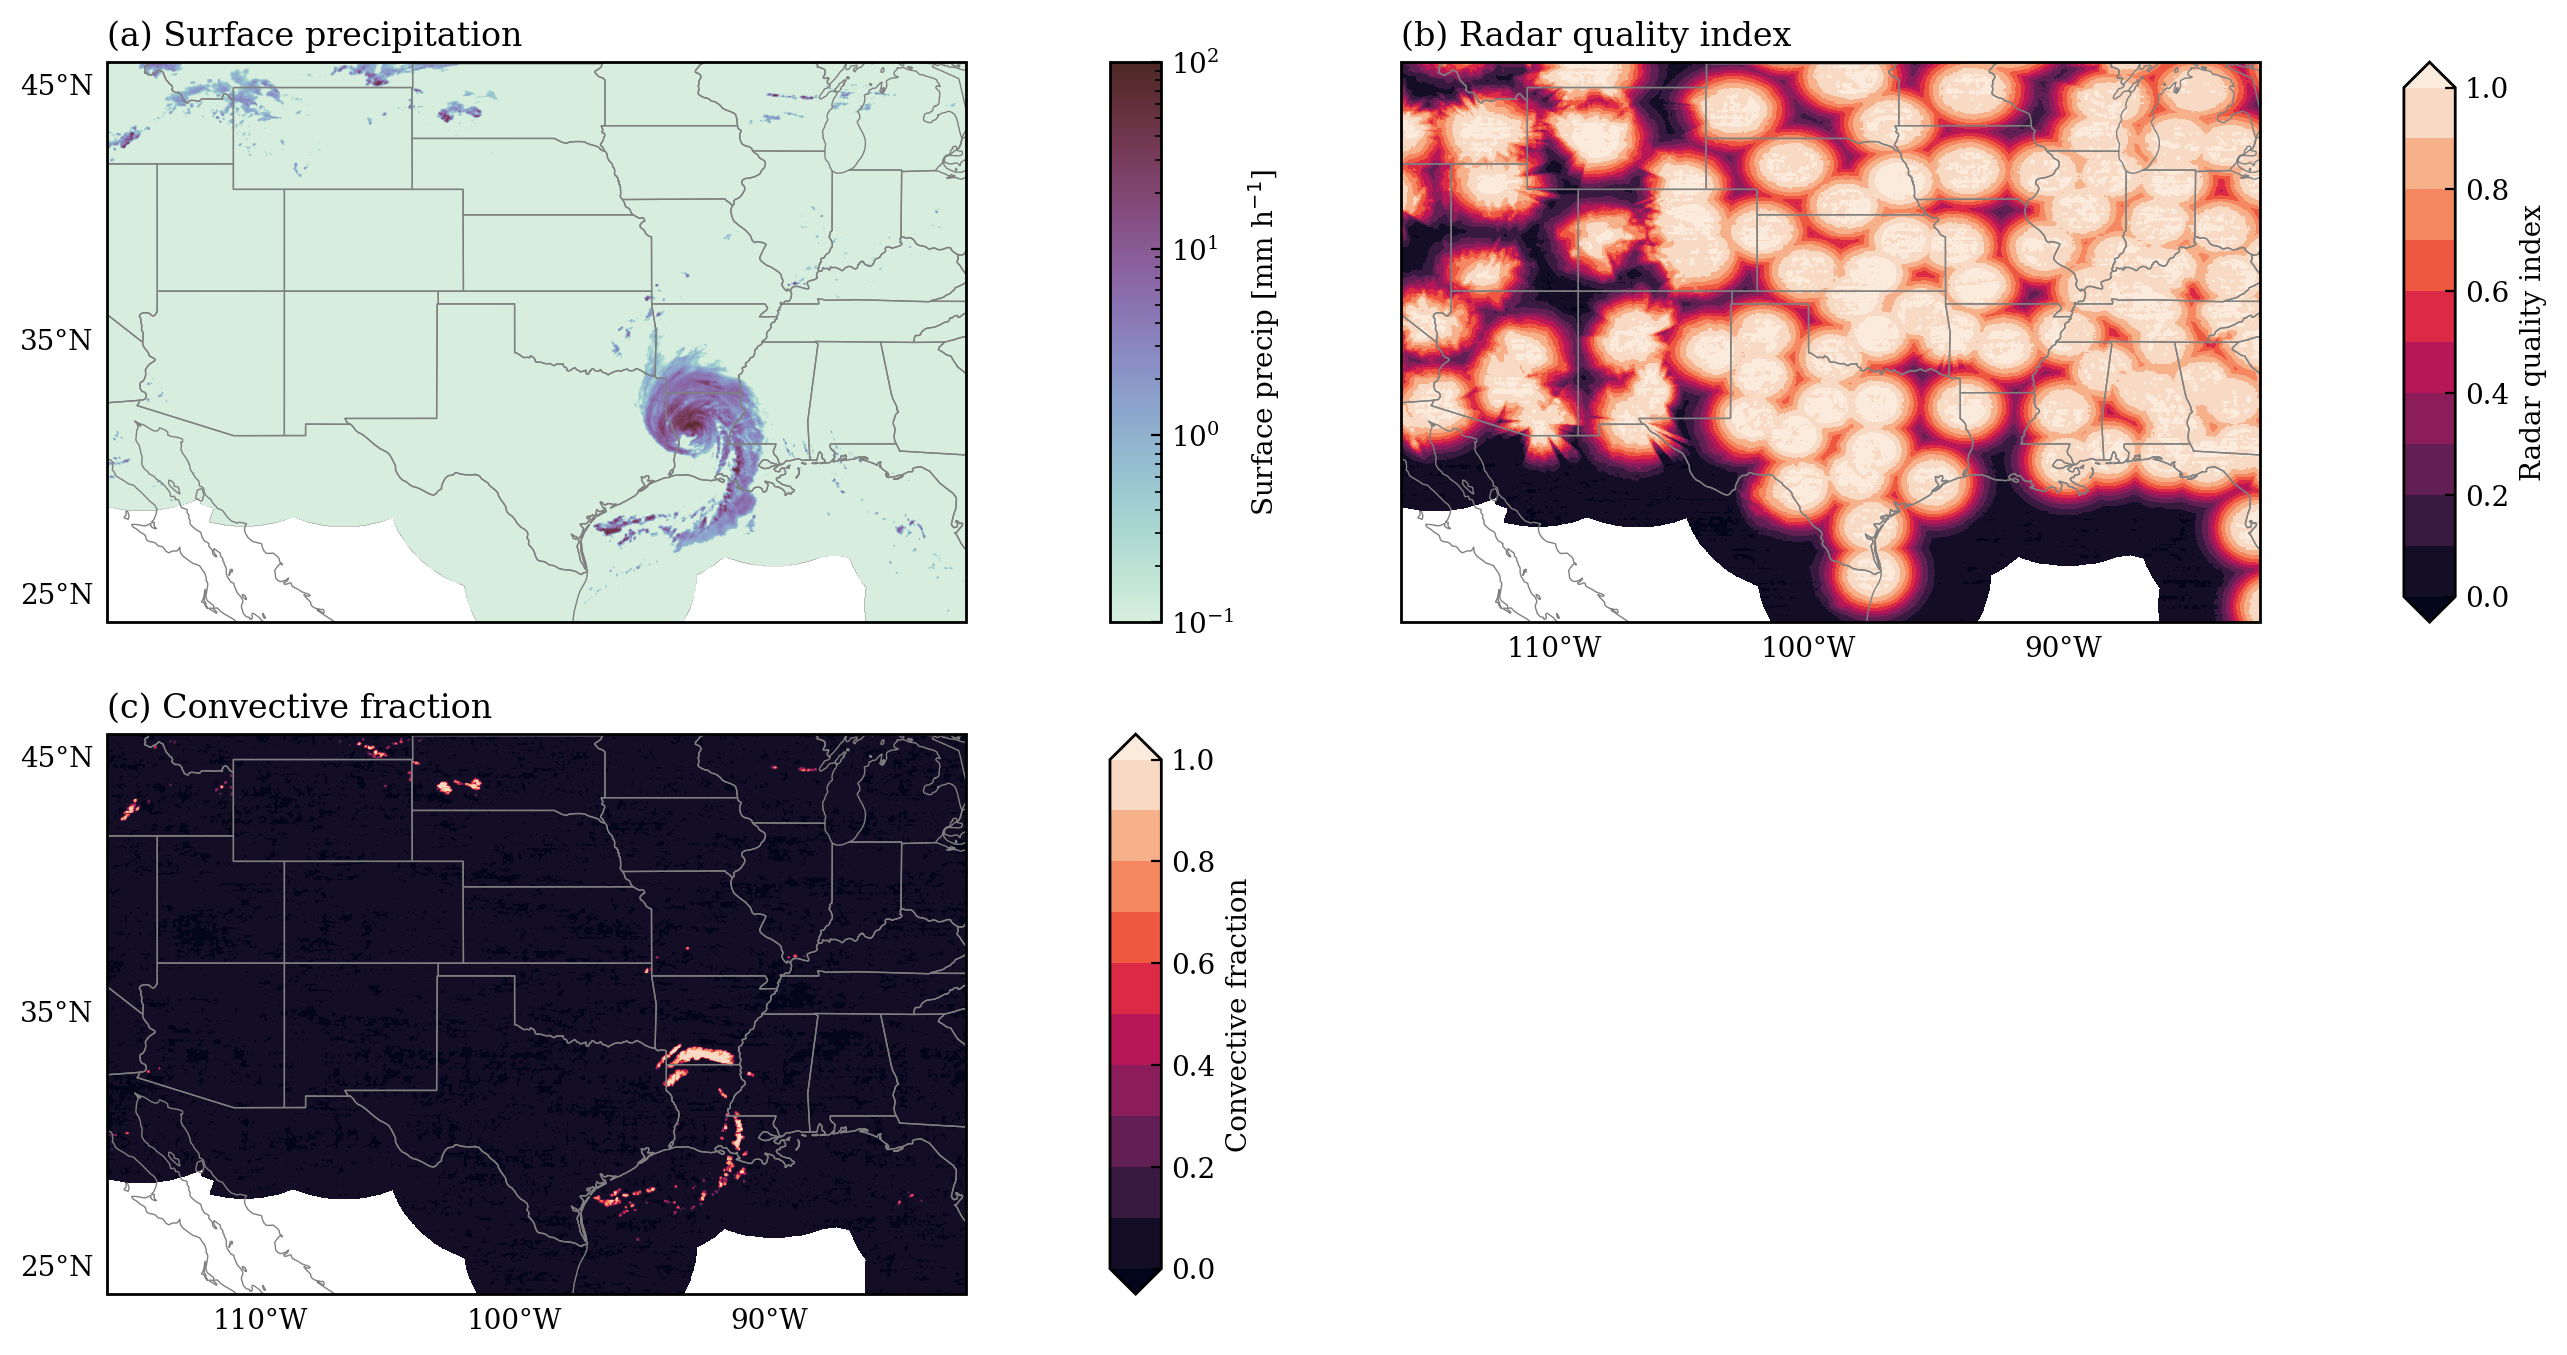 (a) Surface precipitation
45°N
35°N
25°N
10²
10¹
10⁰
10⁻¹
Surface precip [mm h⁻¹]
(b) Radar quality index
110°W
100°W
90°W
1.0
0.8
0.6
0.4
0.2
0.0
Radar quality index
(c) Convective fraction
45°N
35°N
25°N
110°W
100°W
90°W
1.0
0.8
0.6
0.4
0.2
0.0
Convective fraction